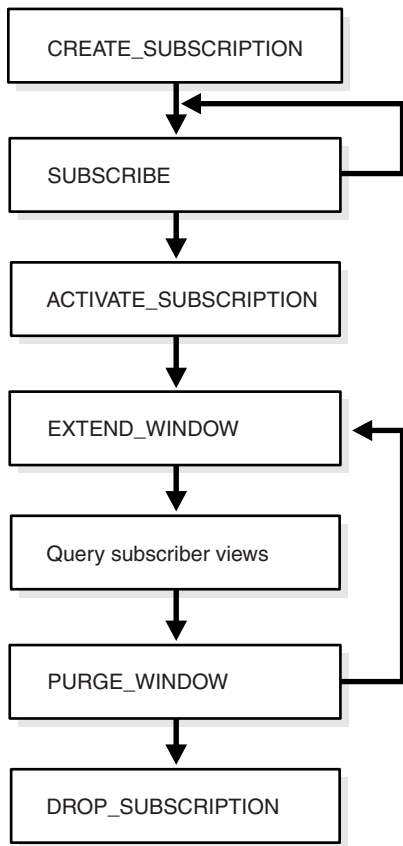 CREATE_SUBSCRIPTION
SUBSCRIBE
ACTIVATE_SUBSCRIPTION
EXTEND_WINDOW
Query subscriber views
PURGE_WINDOW
DROP_SUBSCRIPTION